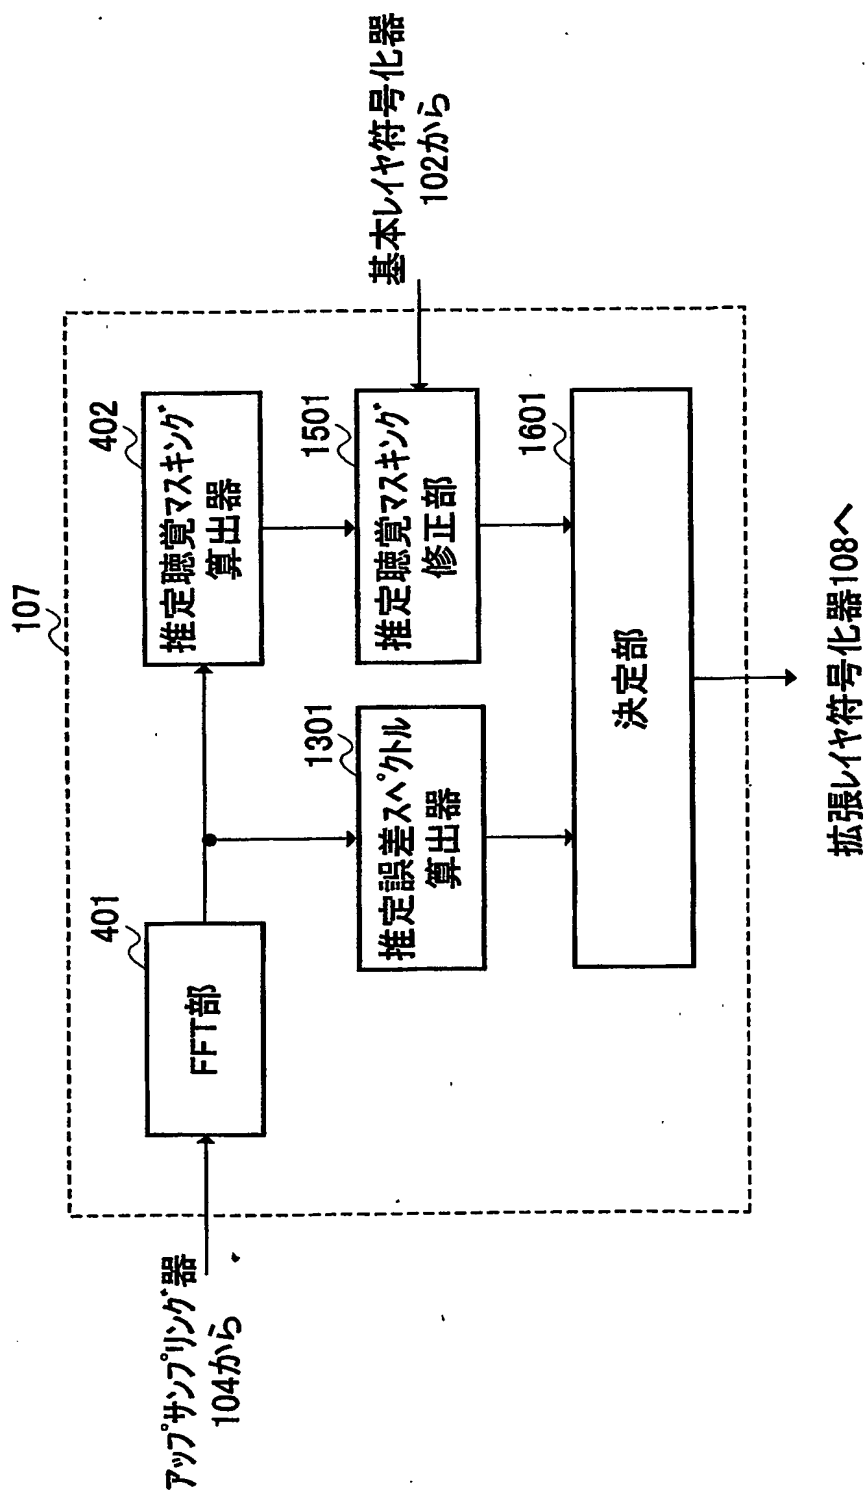 107
アップサンプリング器
104から
401
FFT部
402
推定聴覚マスキング
算出器
1301
推定誤差スペクトル
算出器
1501
推定聴覚マスキング
修正部
基本レイヤ符号化器
102から
1601
決定部
拡張レイヤ符号化器108へ